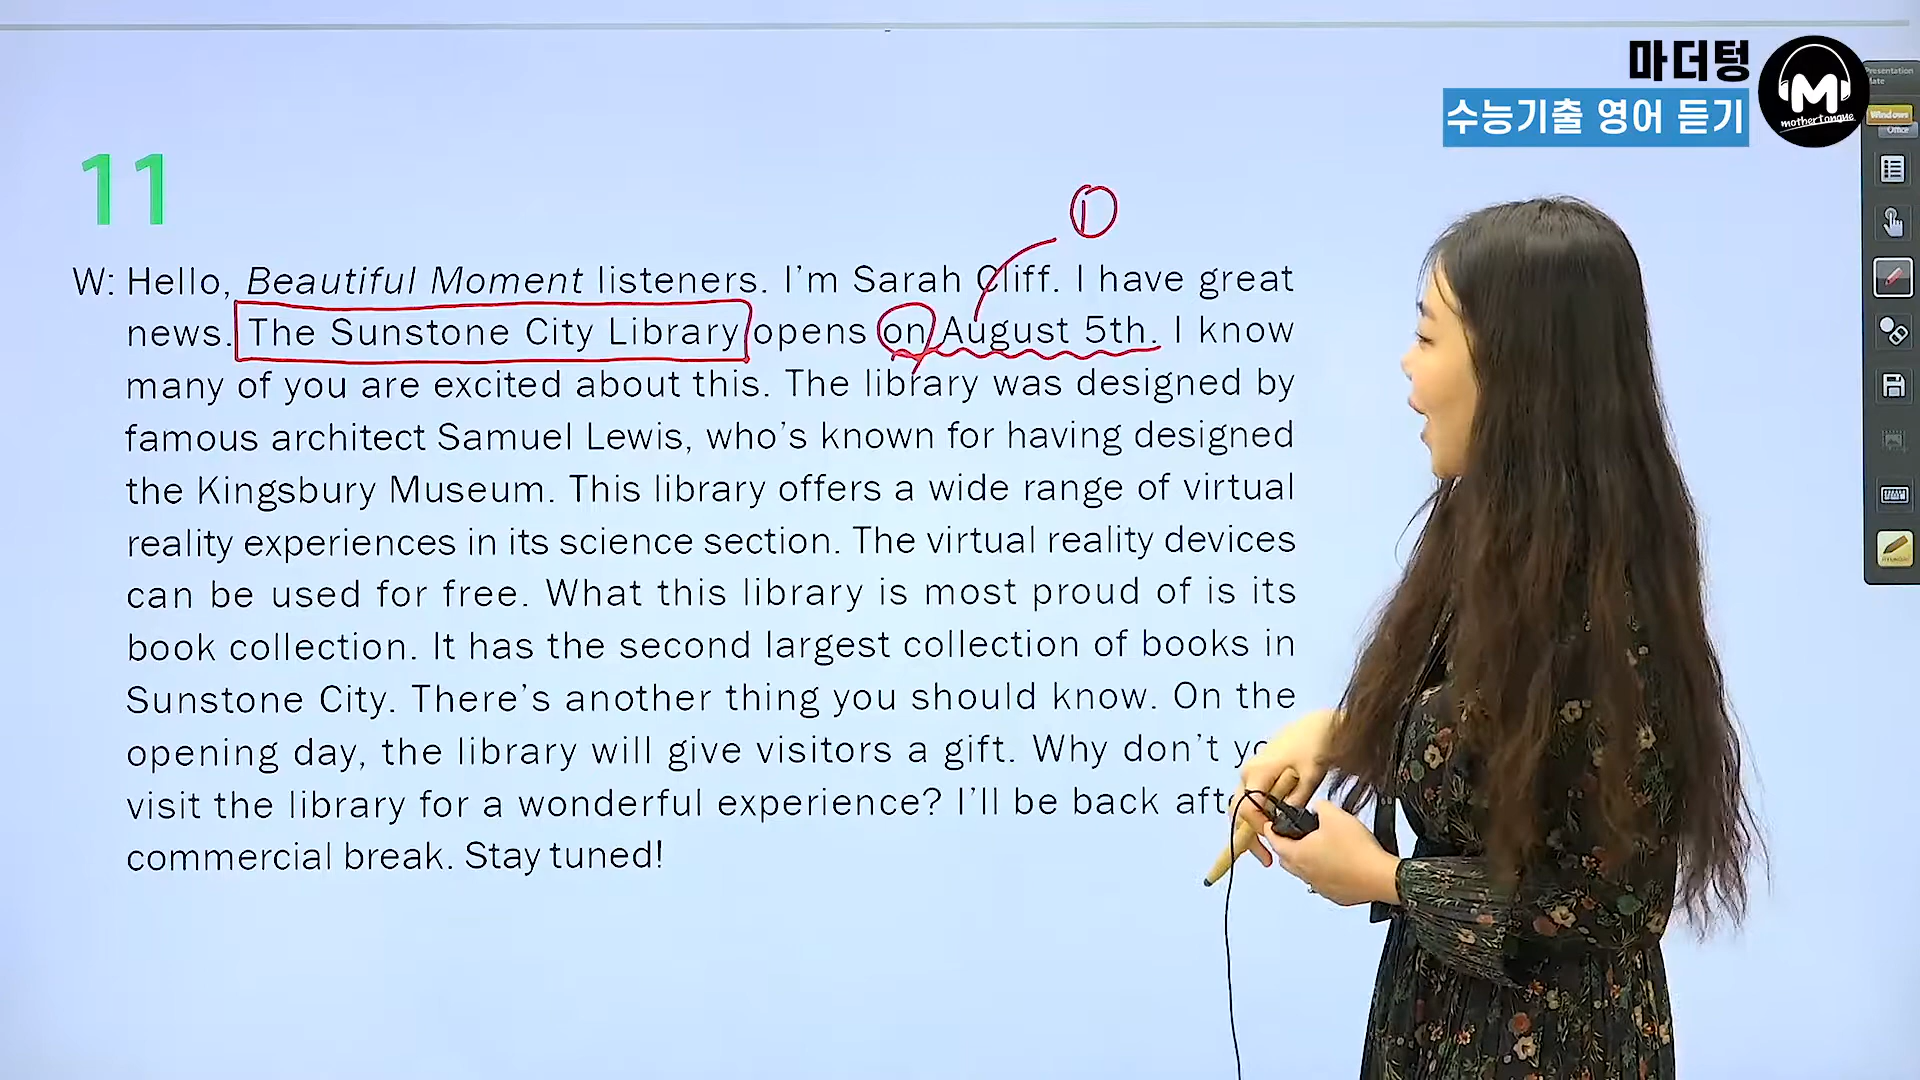 마더텅
수능기출 영어 듣기
M
mothertongue
Presentation
Windows
Office
11
①
W: Hello, Beautiful Moment listeners. I'm Sarah Cliff. I have great
news. The Sunstone City Library opens on August 5th. I know
many of you are excited about this. The library was designed by
famous architect Samuel Lewis, who's known for having designed
the Kingsbury Museum. This library offers a wide range of virtual
reality experiences in its science section. The virtual reality devices
can be used for free. What this library is most proud of is its
book collection. It has the second largest collection of books in
Sunstone City. There's another thing you should know. On the
opening day, the library will give visitors a gift. Why don't
visit the library for a wonderful experience? I'll be back
commercial break. Stay tuned!